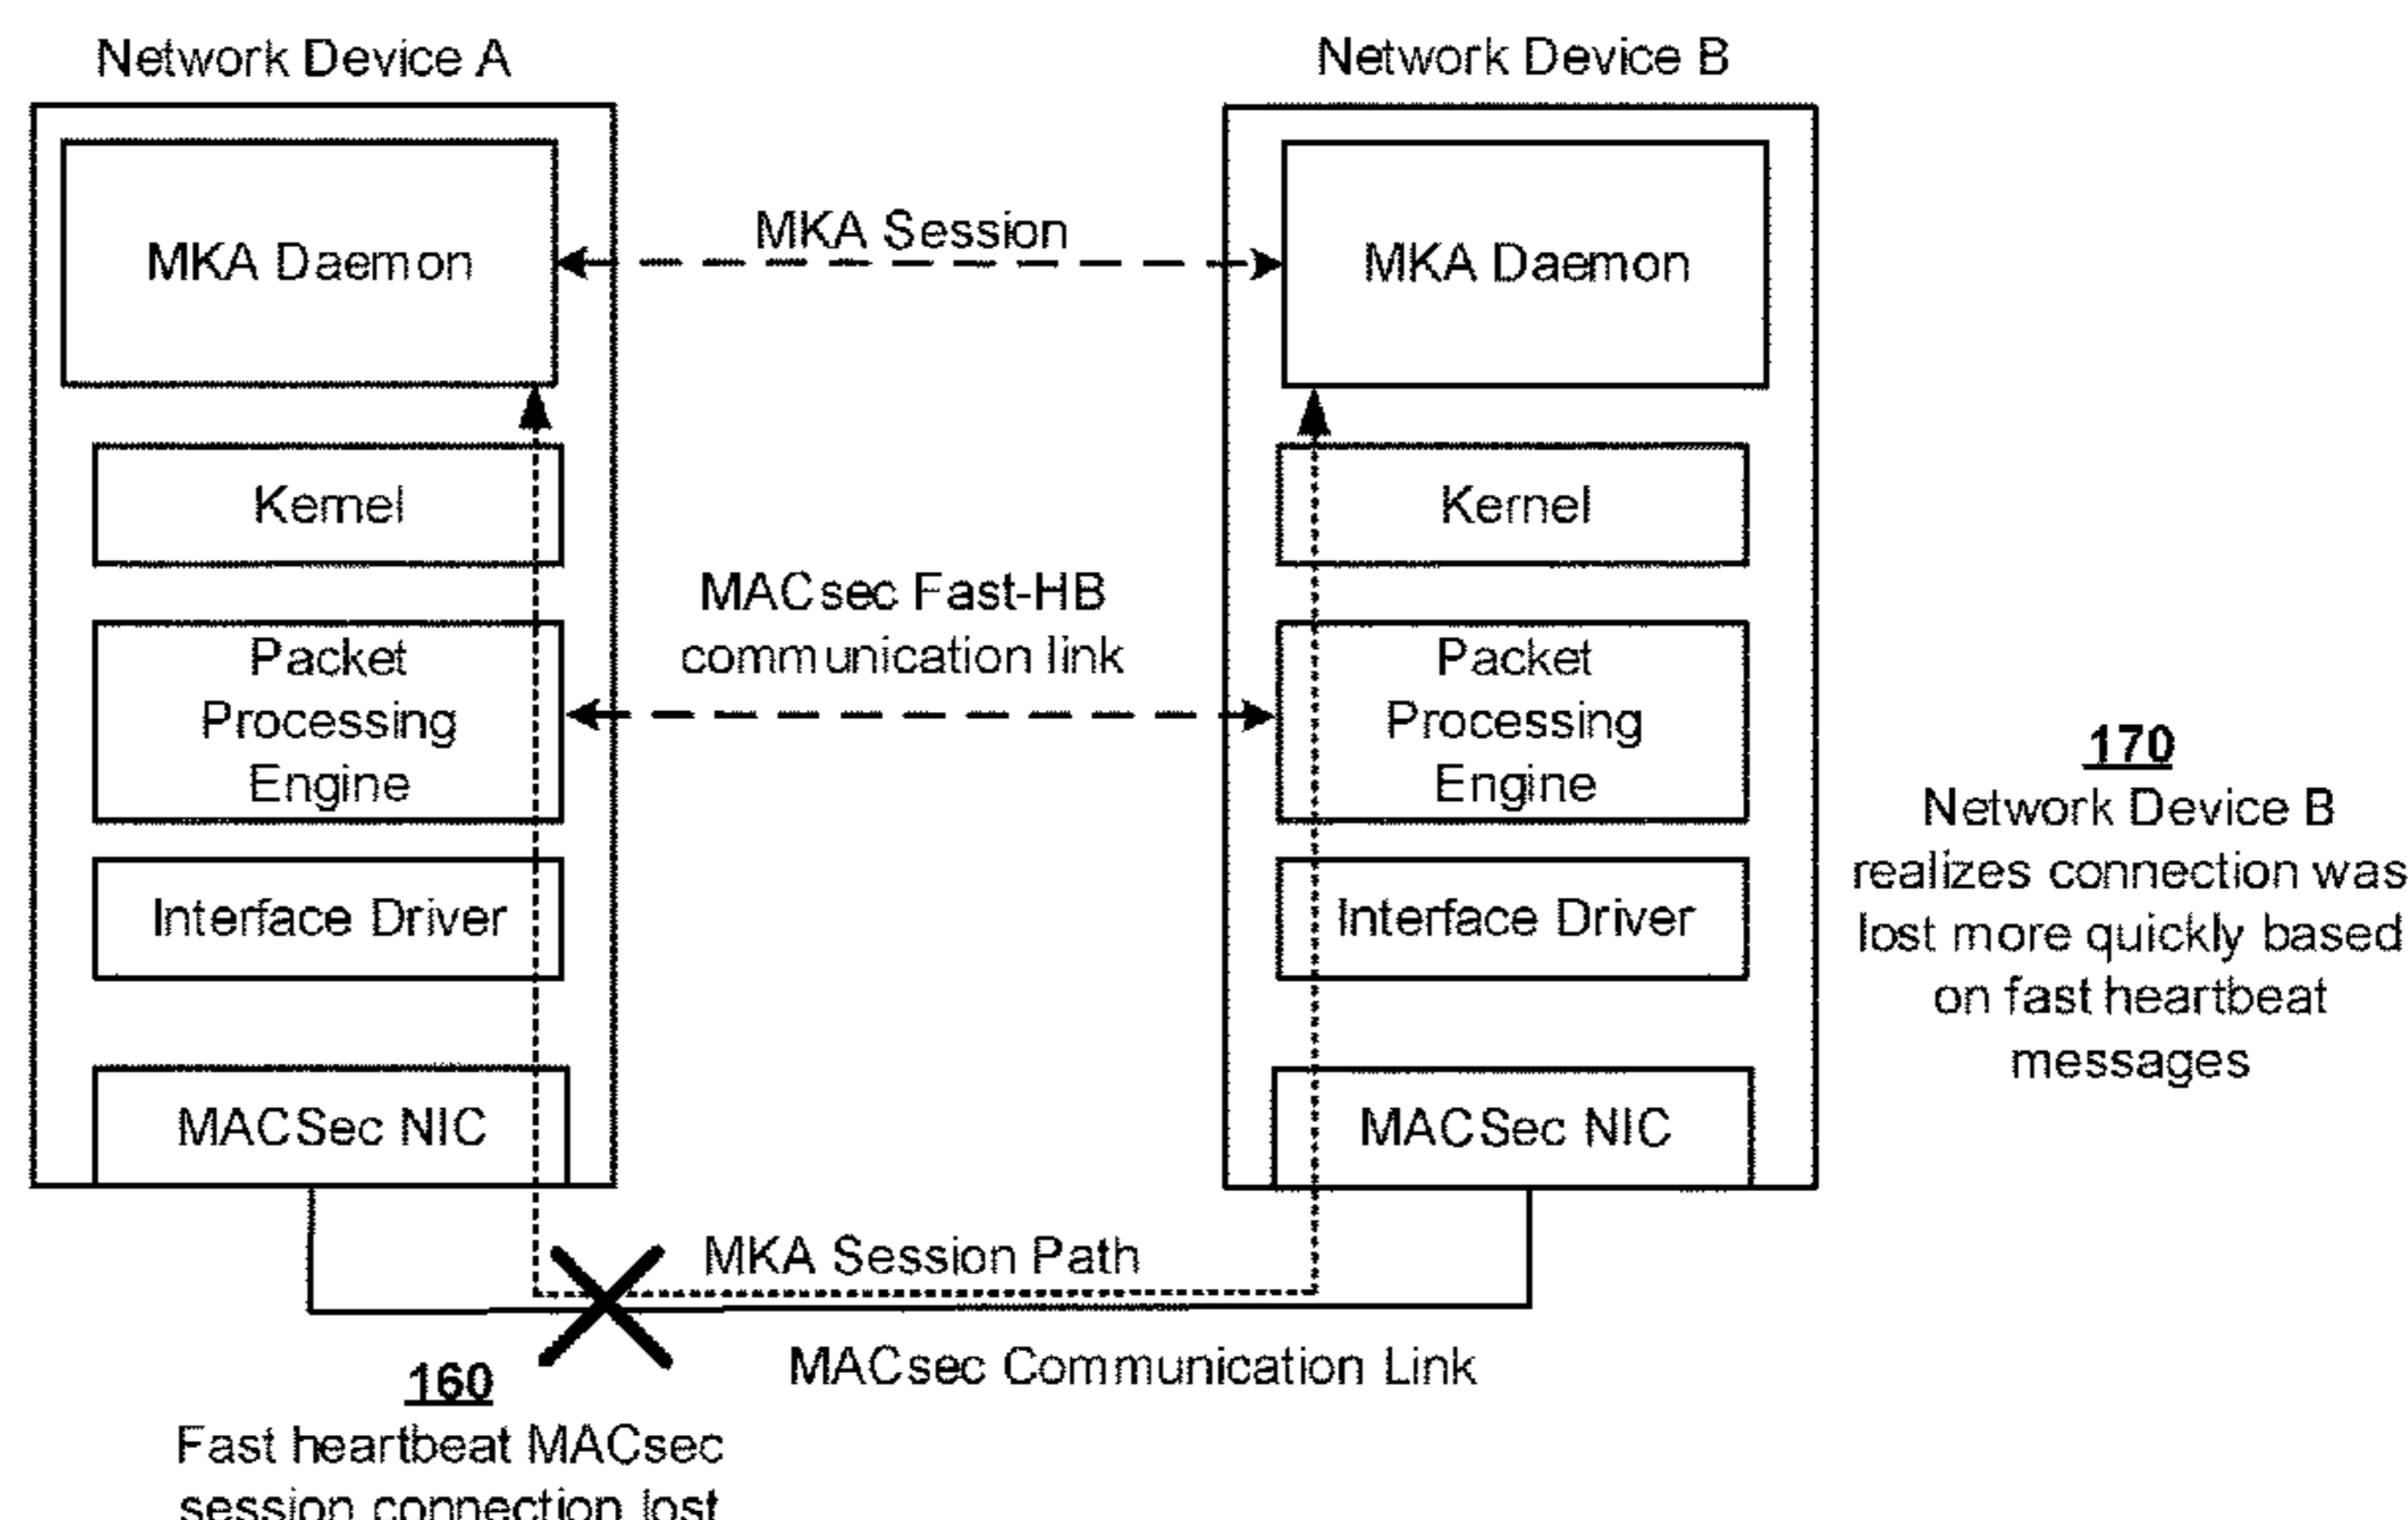 Network Device A
Network Device B
MKA Daemon
MKA Session
MKA Daemon
Kernel
Kernel
MACsec Fast-HB
communication link
Packet
Processing
Engine
Packet
Processing
Engine
170
Network Device B
realizes connection was
lost more quickly based
on fast heartbeat
messages
Interface Driver
Interface Driver
MACSec NIC
MACSec NIC
MKA Session Path
MACsec Communication Link
160
Fast heartbeat MACsec
session connection lost